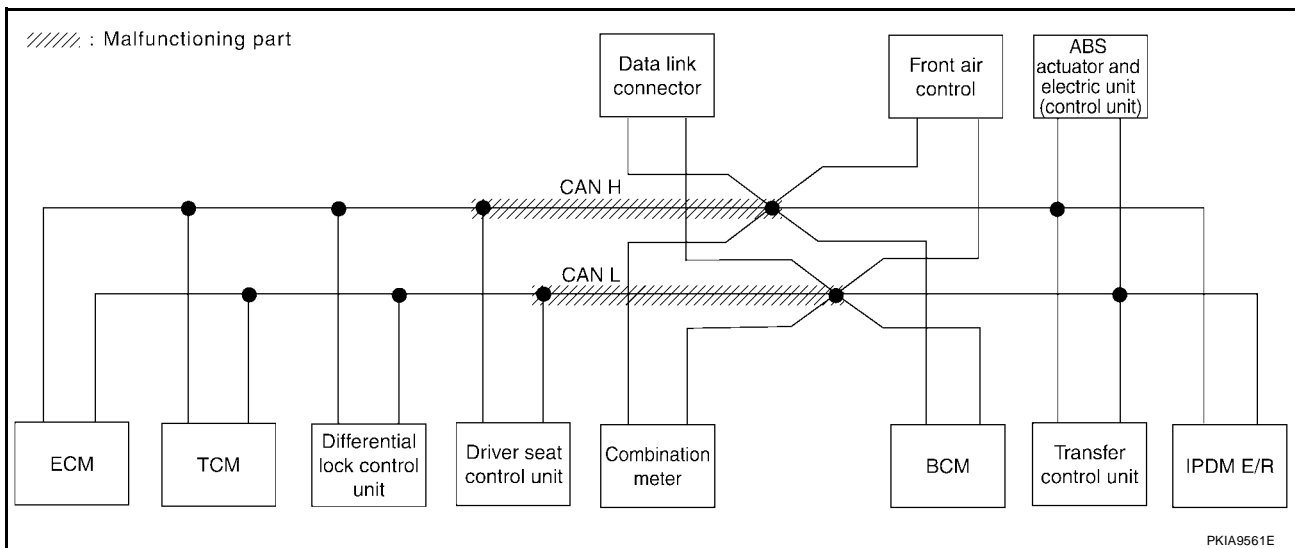 : Malfunctioning part
Data link
connector
Front air
control
ABS
actuator and
electric unit
(control unit)
CAN H
CAN L
ECM
TCM
Differential
lock control
unit
Driver seat
control unit
Combination
meter
BCM
Transfer
control unit
IPDM E/R
PKIA9561E